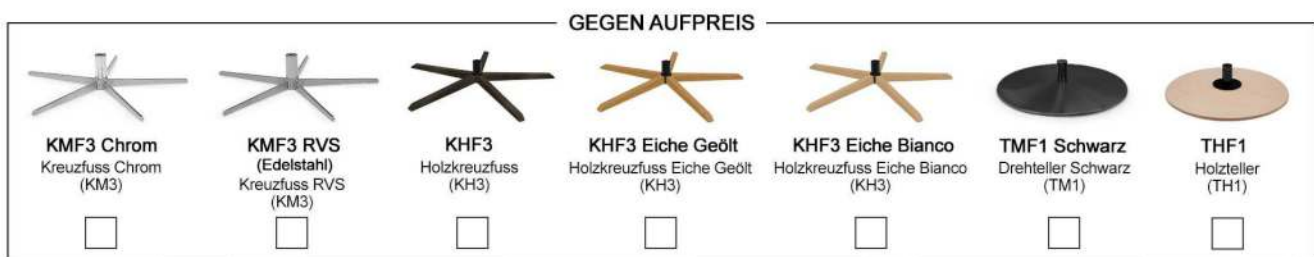 GEGEN AUFPREIS
KMF3 Chrom
Kreuzfuss Chrom
(KM3)
KMF3 RVS
(Edelstahl)
Kreuzfuss RVS
(KM3)
KHF3
Holzkreuzfuss
(KH3)
KHF3 Eiche Geölt
Holzkreuzfuss Eiche Geölt
(KH3)
KHF3 Eiche Bianco
Holzkreuzfuss Eiche Bianco
(KH3)
TMF1 Schwarz
Drehteller Schwarz
(TM1)
THF1
Holzteller
(TH1)